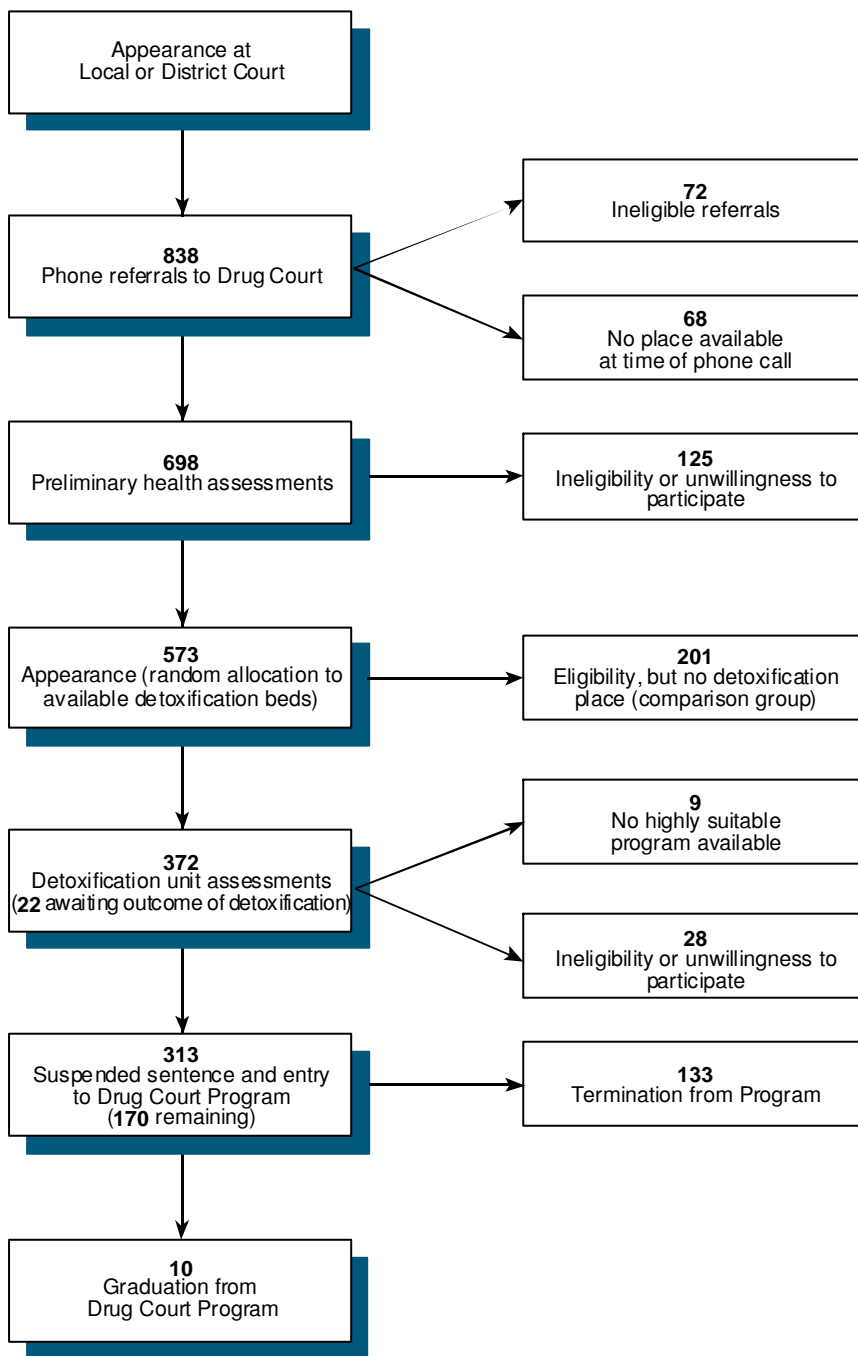 Appearance at
Local or District Court
72
Ineligible referrals
838
Phone referrals to Drug Court
68
No place available
at time of phone call
698
Preliminary health assessments
125
Ineligibility or unwillingness to
participate
573
Appearance (random allocation to
available detoxification beds)
201
Eligibility, but no detoxification
place (comparison group)
9
No highly suitable
program available
372
Detoxification unit assessments
(22 awaiting outcome of detoxification)
28
Ineligibility or unwillingness to
participate
313
Suspended sentence and entry
to Drug Court Program
(170 remaining)
133
Termination from Program
10
Graduation from
Drug Court Program